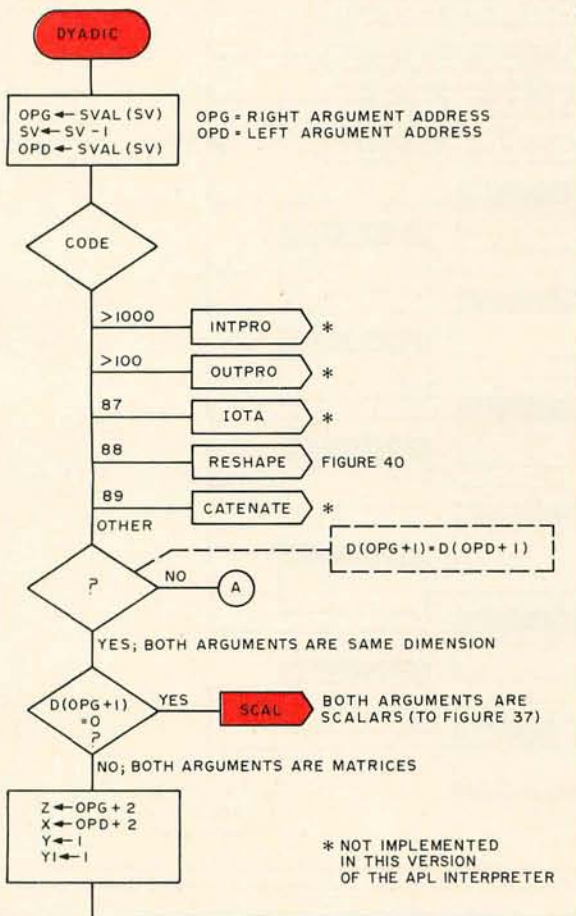 DYADIC
OPG ← SVAL (SV)
SV ← SV - 1
OPD ← SVAL (SV)
OPG = RIGHT ARGUMENT ADDRESS
OPD = LEFT ARGUMENT ADDRESS
CODE
>1000
INTPRO
*
>100
OUTPRO
*
87
IOTA
*
88
RESHAPE
FIGURE 40
89
CATENATE
*
OTHER
D(OPG+1)=D(OPD+1)
?
NO
A
YES; BOTH ARGUMENTS ARE SAME DIMENSION
D(OPG+1)
=0
?
YES
SCAL
BOTH ARGUMENTS ARE
SCALARS (TO FIGURE 37)
NO; BOTH ARGUMENTS ARE MATRICES
Z ← OPG + 2
X ← OPD + 2
Y ← 1
Y1 ← 1
* NOT IMPLEMENTED
IN THIS VERSION
OF THE APL INTERPRETER